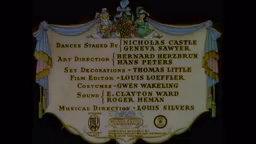 DANCES STAGED BY NICHOLAS CASTLE
GENEVA SAWYER
ART DIRECTION BERNARD HERZBRUN
HANS PETERS
SET DECORATIONS - THOMAS LITTLE
FILM EDITOR - LOUIS LOEFFLER
COSTUMES - GWEN WAKELING
SOUND E. CLAYTON WARD
ROGER HEMAN
MUSICAL DIRECTION - LOUIS SILVERS